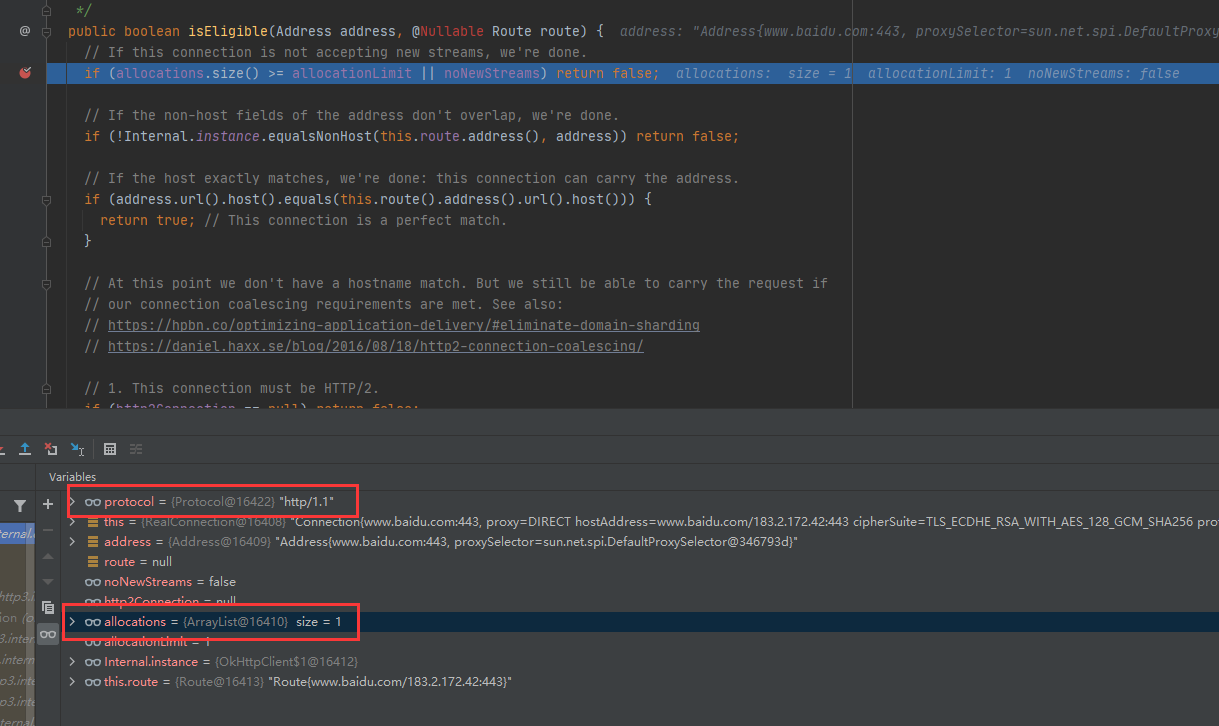 */
@ public boolean isEligible(Address address, @Nullable Route route) { address: "Address{www.baidu.com:443, proxySelector=sun.net.spi.DefaultProxy
// If this connection is not accepting new streams, we're done.
if (allocations.size() >= allocationLimit || noNewStreams) return false; allocations: size = 1 allocationLimit: 1 noNewStreams: false
// If the non-host fields of the address don't overlap, we're done.
if (!Internal.instance.equalsNonHost(this.route.address(), address)) return false;
// If the host exactly matches, we're done: this connection can carry the address.
if (address.url().host().equals(this.route().address().url().host())) {
return true; // This connection is a perfect match.
}
// At this point we don't have a hostname match. But we still be able to carry the request if
// our connection coalescing requirements are met. See also:
// https://hpbn.co/optimizing-application-delivery/#eliminate-domain-sharding
// https://daniel.haxx.se/blog/2016/08/18/http2-connection-coalescing/
// 1. This connection must be HTTP/2.
if (http2Connection == null) return false;
Variables
protocol = {Protocol@16422} "http/1.1"
this = {RealConnection@16408} "Connection{www.baidu.com:443, proxy=DIRECT hostAddress=www.baidu.com/183.2.172.42:443 cipherSuite=TLS_ECDHE_RSA_WITH_AES_128_GCM_SHA256 pro
address = {Address@16409} "Address{www.baidu.com:443, proxySelector=sun.net.spi.DefaultProxySelector@346793d}"
route = null
noNewStreams = false
http2Connection = null
allocations = {ArrayList@16410} size = 1
allocationLimit = 1
Internal.instance = {OkHttpClient$1@16412}
this.route = {Route@16413} "Route{www.baidu.com/183.2.172.42:443}"